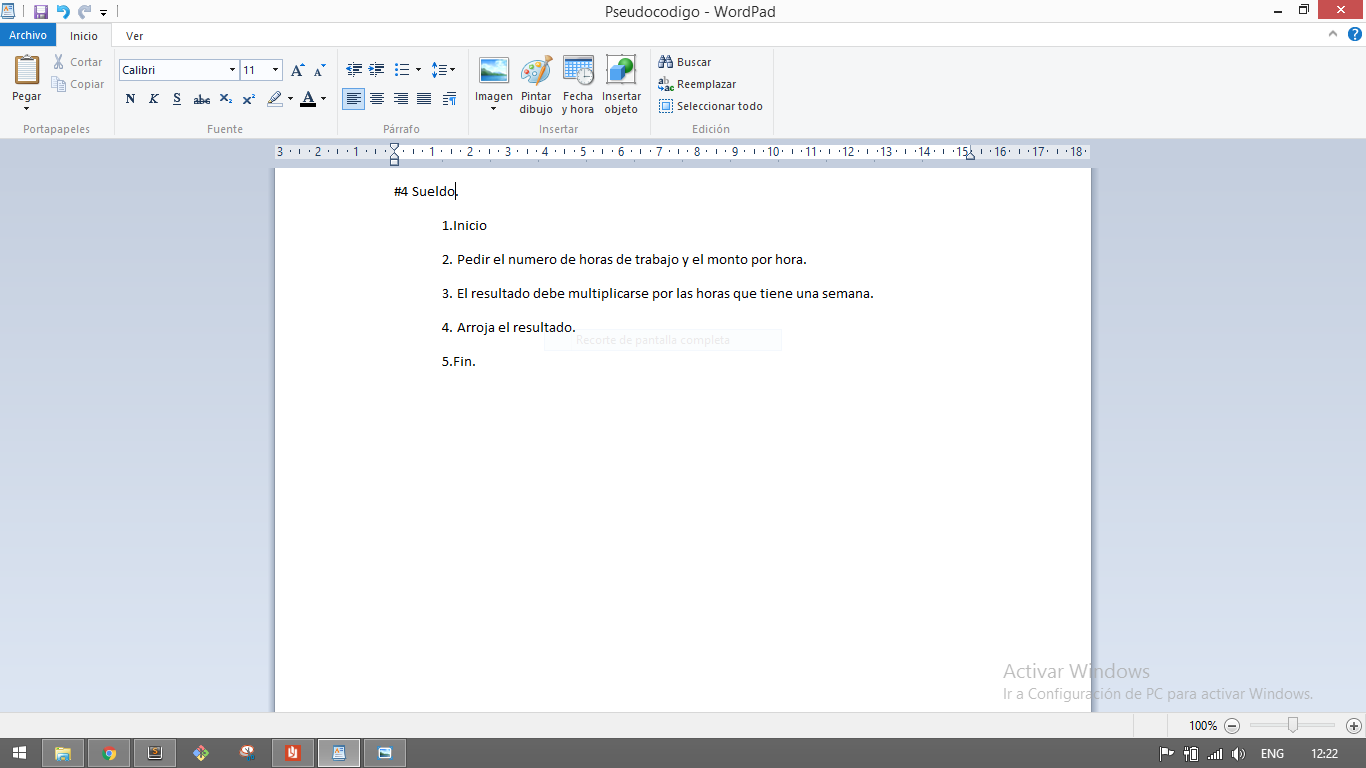 Pseudocodigo - WordPad
Archivo Inicio Ver
Pegar
Cortar
Copiar
Portapapeles
Calibri 11
N K S abc X₂ X²
Fuente
Párrafo
Imagen
Pintar dibujo
Fecha y hora
Insertar objeto
Insertar
Buscar
Reemplazar
Seleccionar todo
Edición
3 2 1 1 2 3 4 5 6 7 8 9 10 11 12 13 14 15 16 17 18
#4 Sueldo.
1.Inicio
2. Pedir el numero de horas de trabajo y el monto por hora.
3. El resultado debe multiplicarse por las horas que tiene una semana.
4. Arroja el resultado.
Recorte de pantalla completa
5.Fin.
Activar Windows
Ir a Configuración de PC para activar Windows.
100%
ENG 12:22